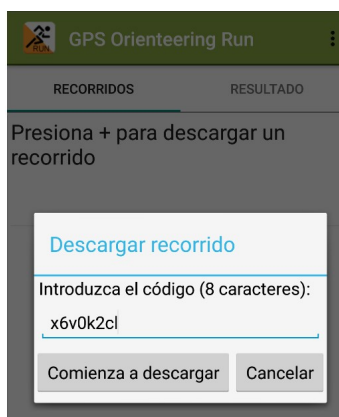 RUN
GPS Orienteering Run
RECORRIDOS RESULTADO
Presiona + para descargar un
recorrido
Descargar recorrido
Introduzca el código (8 caracteres):
x6v0k2cl
Comienza a descargar Cancelar